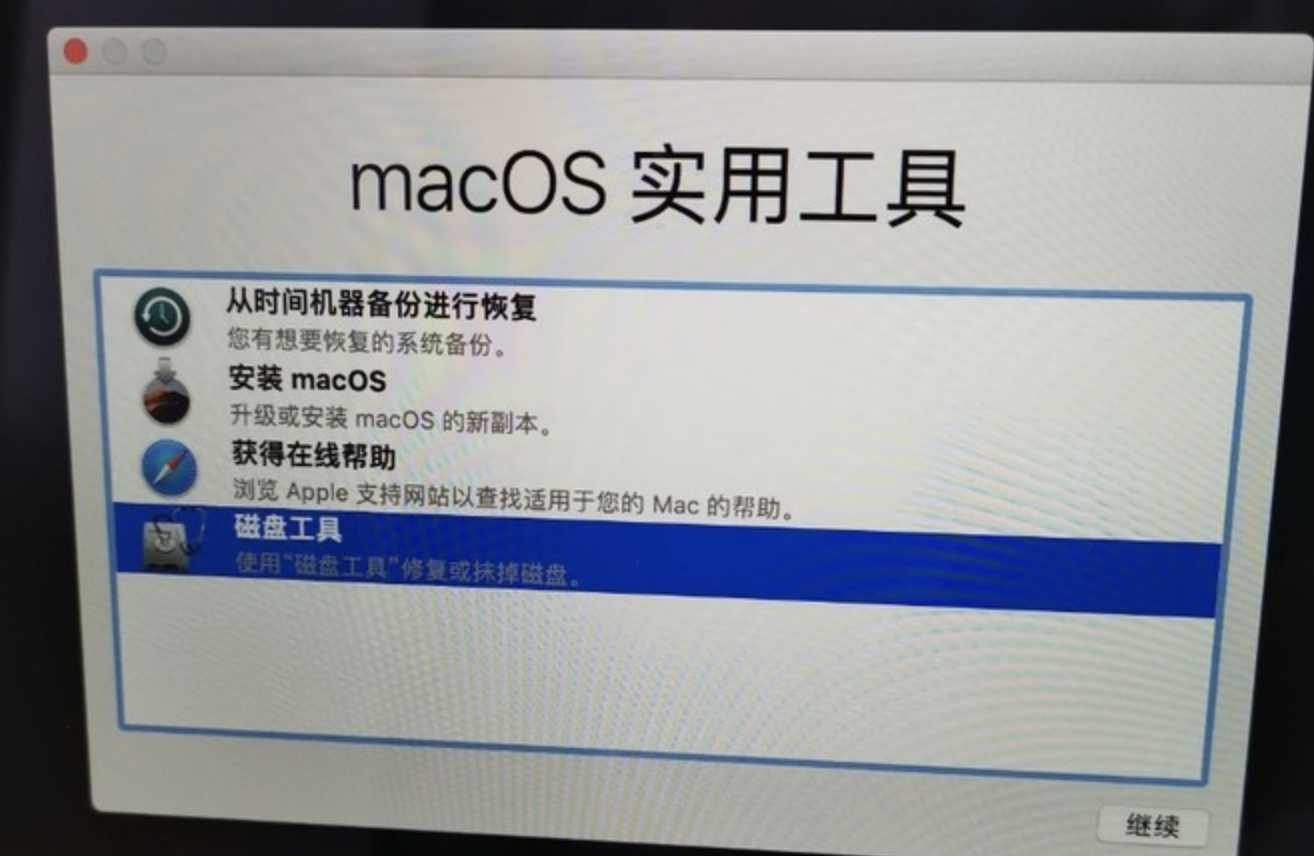 macOS 实用工具
从时间机器备份进行恢复
您有想要恢复的系统备份。
安装 macOS
升级或安装 macOS 的新副本。
获得在线帮助
浏览 Apple 支持网站以查找适用于您的 Mac 的帮助。
磁盘工具
使用“磁盘工具”修复或抹掉磁盘。
继续